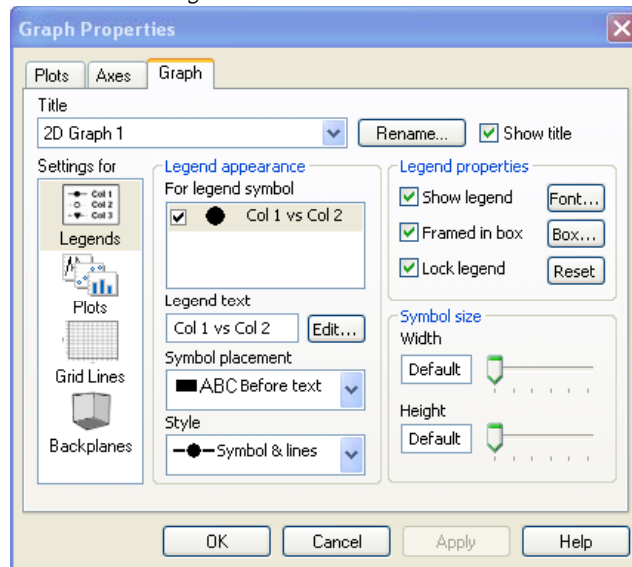 Graph Properties
Plots Axes Graph
Title
2D Graph 1 Rename... Show title
Settings for
Col 1
Col 2
Col 3
Legends
Plots
Grid Lines
Backplanes
Legend appearance
For legend symbol
Col 1 vs Col 2
Legend text
Col 1 vs Col 2 Edit...
Symbol placement
ABC Before text
Style
Symbol & lines
Legend properties
Show legend Font...
Framed in box Box...
Lock legend Reset
Symbol size
Width
Default
Height
Default
OK Cancel Apply Help